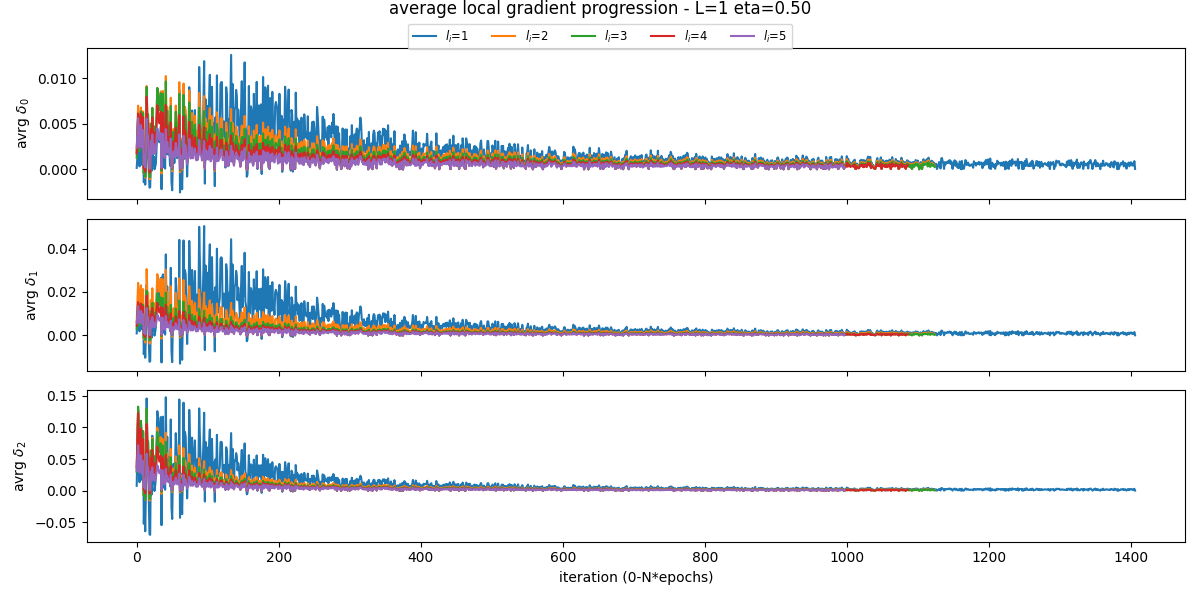 average local gradient progression - L=1 eta=0.50
l_i=1 l_i=2 l_i=3 l_i=4 l_i=5
avrg δ_0
0.010
0.005
0.000
avrg δ_1
0.04
0.02
0.00
avrg δ_2
0.15
0.10
0.05
0.00
−0.05
0 200 400 600 800 1000 1200 1400
iteration (0-N*epochs)